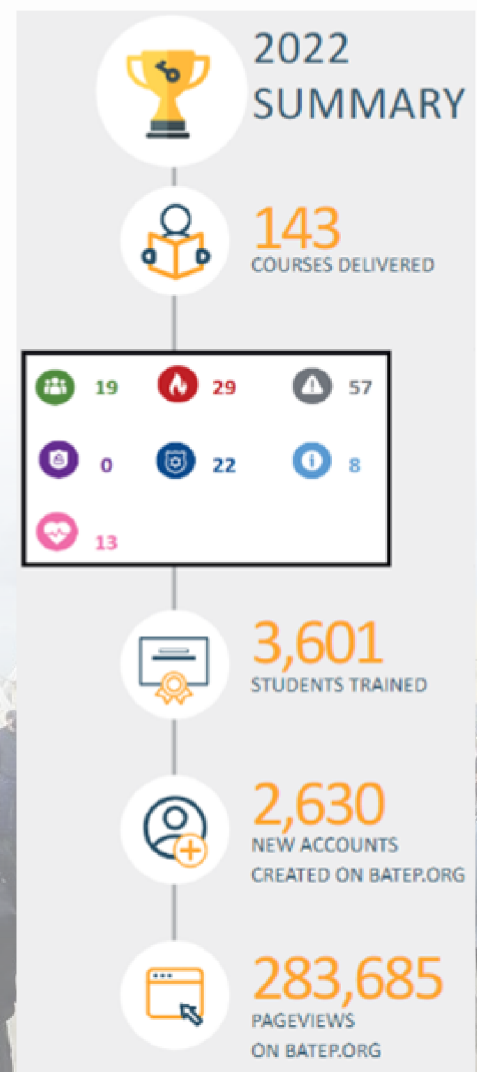 2022
SUMMARY
143
COURSES DELIVERED
19 29 57
0 22 8
13
3,601
STUDENTS TRAINED
2,630
NEW ACCOUNTS
CREATED ON BATEP.ORG
283,685
PAGEVIEWS
ON BATEP.ORG